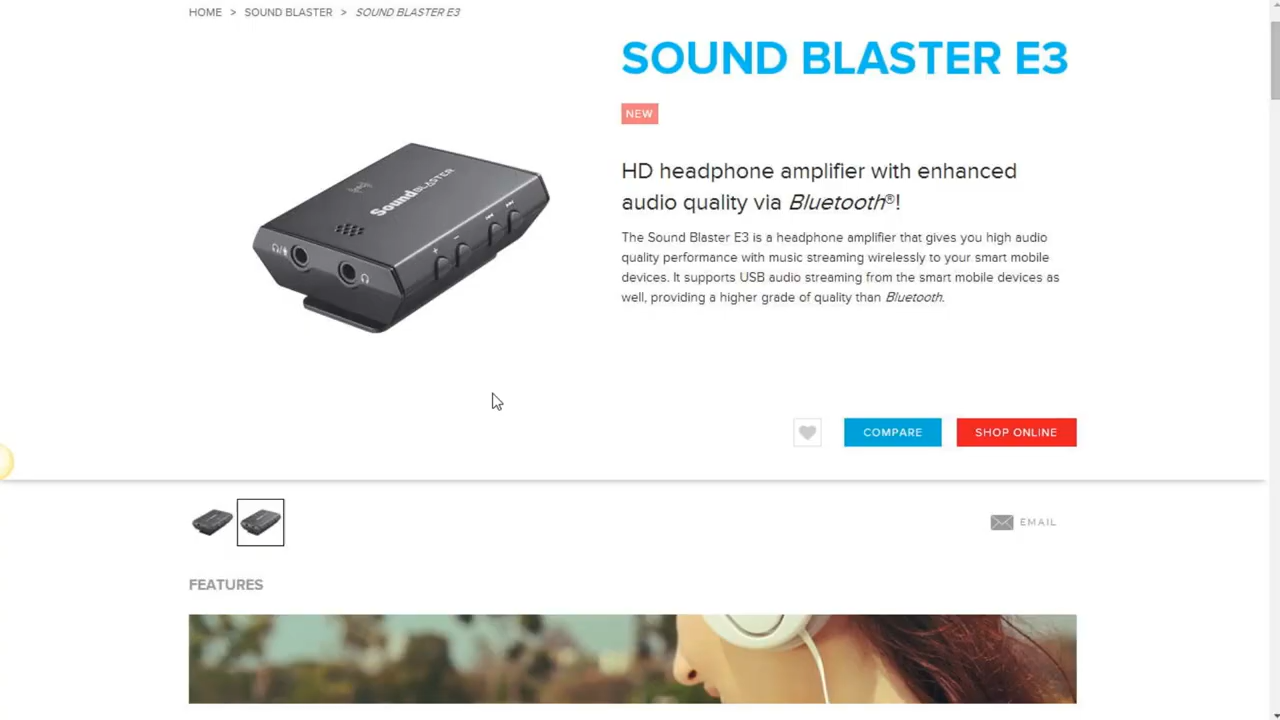 HOME > SOUND BLASTER > SOUND BLASTER E3
SOUND BLASTER E3
NEW
HD headphone amplifier with enhanced
audio quality via Bluetooth®!
The Sound Blaster E3 is a headphone amplifier that gives you high audio
quality performance with music streaming wirelessly to your smart mobile
devices. It supports USB audio streaming from the smart mobile devices as
well, providing a higher grade of quality than Bluetooth.
Sound BLASTER
COMPARE
SHOP ONLINE
EMAIL
FEATURES